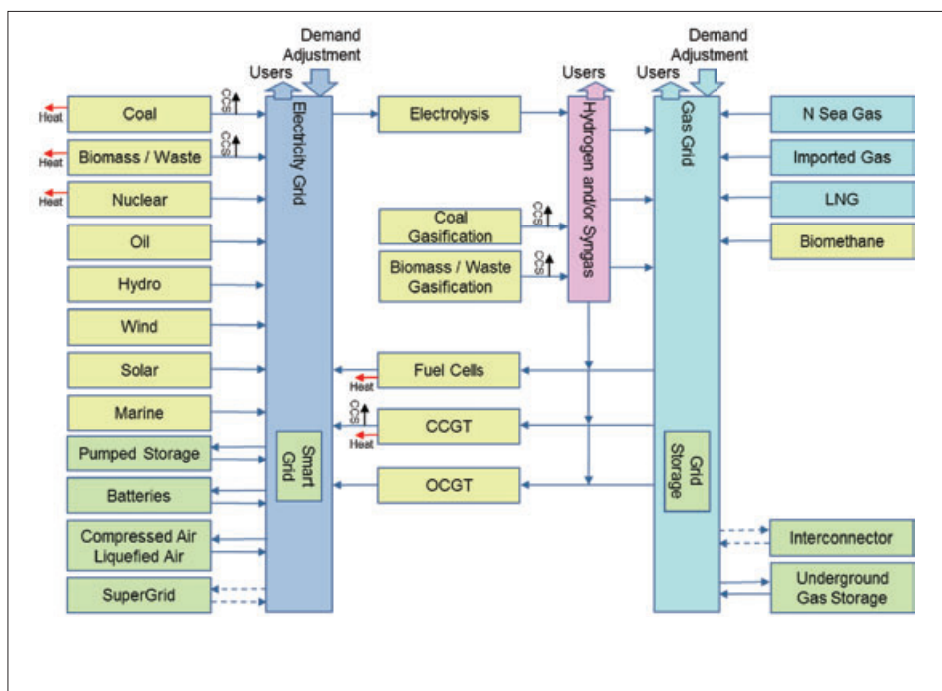 Demand
Adjustment
Users
Electricity Grid
Smart
Grid
Coal
Heat
CCS
Biomass / Waste
Heat
CCS
Nuclear
Heat
Oil
Hydro
Wind
Solar
Marine
Pumped Storage
Batteries
Compressed Air
Liquefied Air
SuperGrid
Electrolysis
Coal
Gasification
CCS
Biomass / Waste
Gasification
CCS
Fuel Cells
Heat
CCGT
CCS
Heat
OCGT
Users
Hydrogen and/or Syngas
Demand
Adjustment
Users
Gas Grid
Grid
Storage
N Sea Gas
Imported Gas
LNG
Biomethane
Interconnector
Underground
Gas Storage